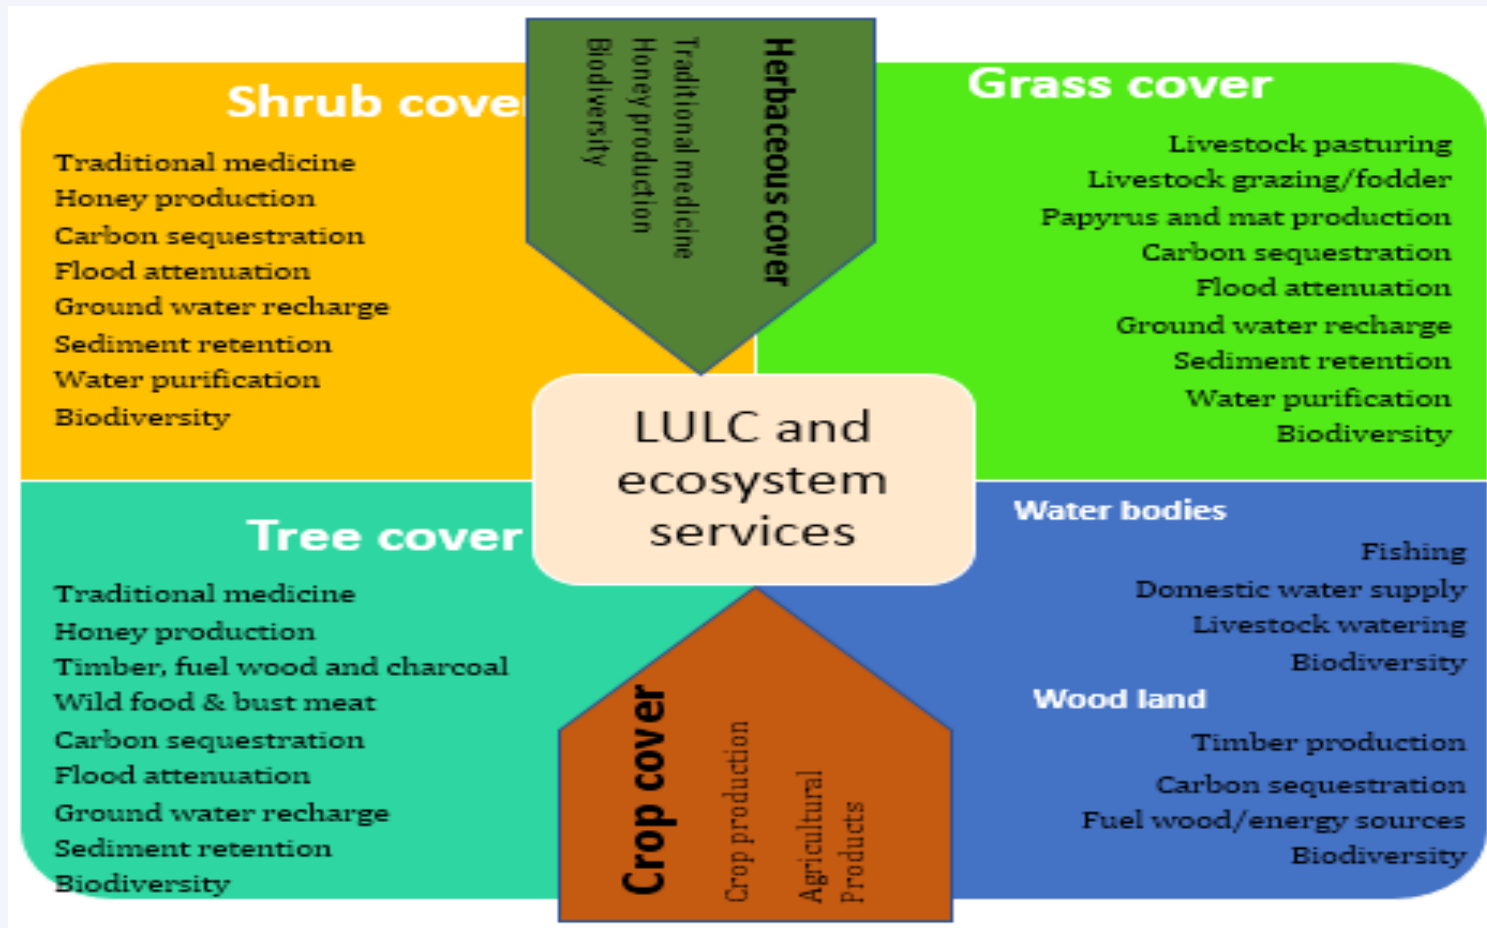 Shrub cover
Traditional medicine
Honey production
Carbon sequestration
Flood attenuation
Ground water recharge
Sediment retention
Water purification
Biodiversity
Herbaceous cover
Traditional medicine
Honey production
Biodiversity
Grass cover
Livestock pasturing
Livestock grazing/fodder
Papyrus and mat production
Carbon sequestration
Flood attenuation
Ground water recharge
Sediment retention
Water purification
Biodiversity
LULC and
ecosystem
services
Tree cover
Traditional medicine
Honey production
Timber, fuel wood and charcoal
Wild food & bust meat
Carbon sequestration
Flood attenuation
Ground water recharge
Sediment retention
Biodiversity
Crop cover
Crop production
Agricultural
Products
Water bodies
Fishing
Domestic water supply
Livestock watering
Biodiversity
Wood land
Timber production
Carbon sequestration
Fuel wood/energy sources
Biodiversity